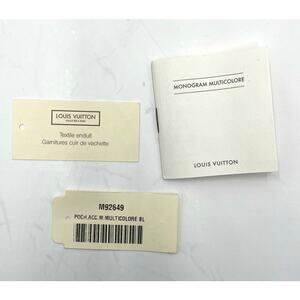 LOUIS VUITTON
Textile enduit
Garnitures cuir de vachette
MONOGRAM MULTICOLORE
LOUIS VUITTON
M92649
POCH.ACC.M.MULTICOLORE BL